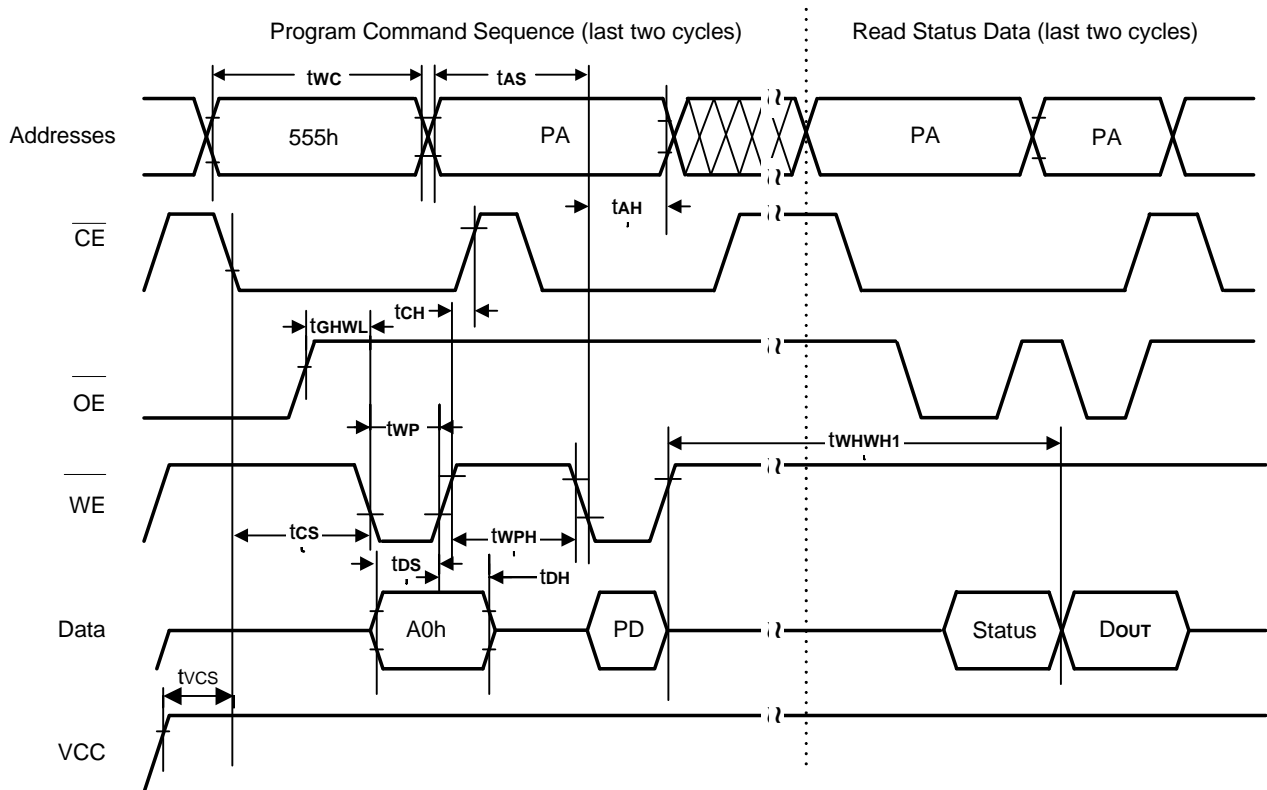 Program Command Sequence (last two cycles) Read Status Data (last two cycles)
tWC tAS
Addresses 555h PA PA PA
tAH
CE
tCH
tGHWL
OE
tWP tWHWH1
WE
tCS tWPH
tDS tDH
Data A0h PD Status DOUT
tVCS
VCC